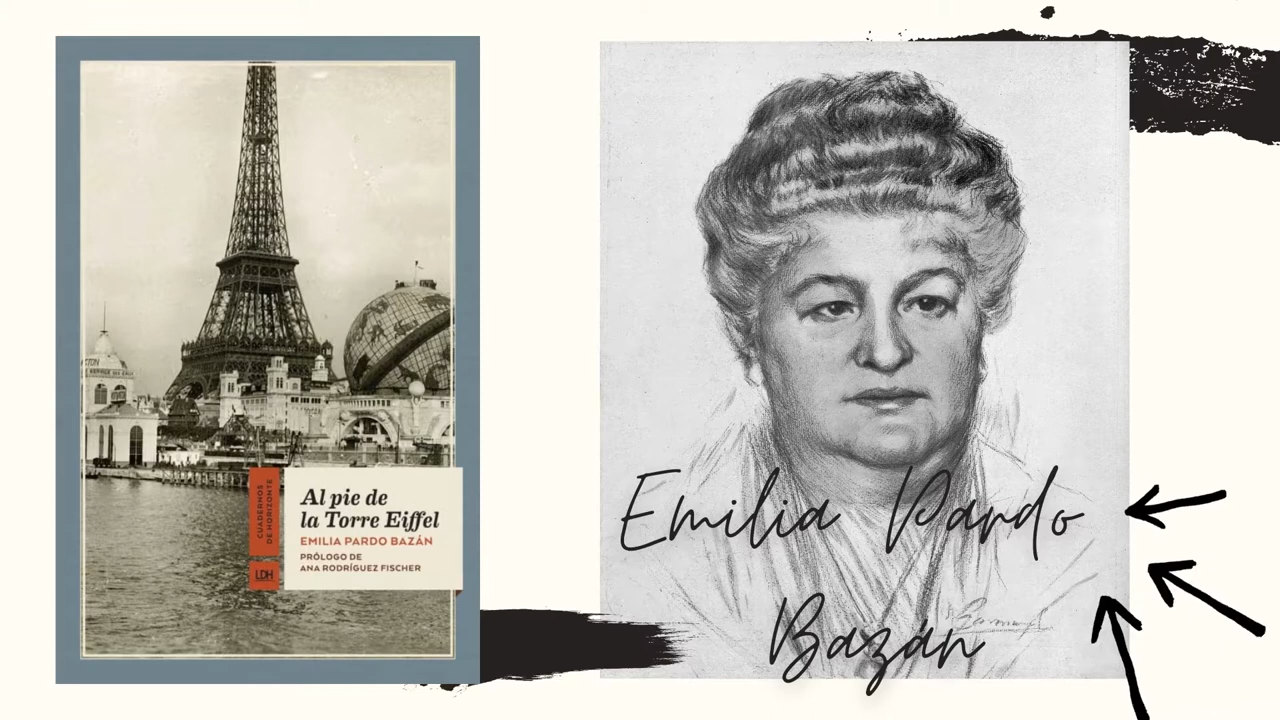 Al pie de
la Torre Eiffel
EMILIA PARDO BAZÁN
PRÓLOGO DE
ANA RODRÍGUEZ FISCHER
CUADERNOS
DE HORIZONTE
LDH
Emilia Pardo
Bazán